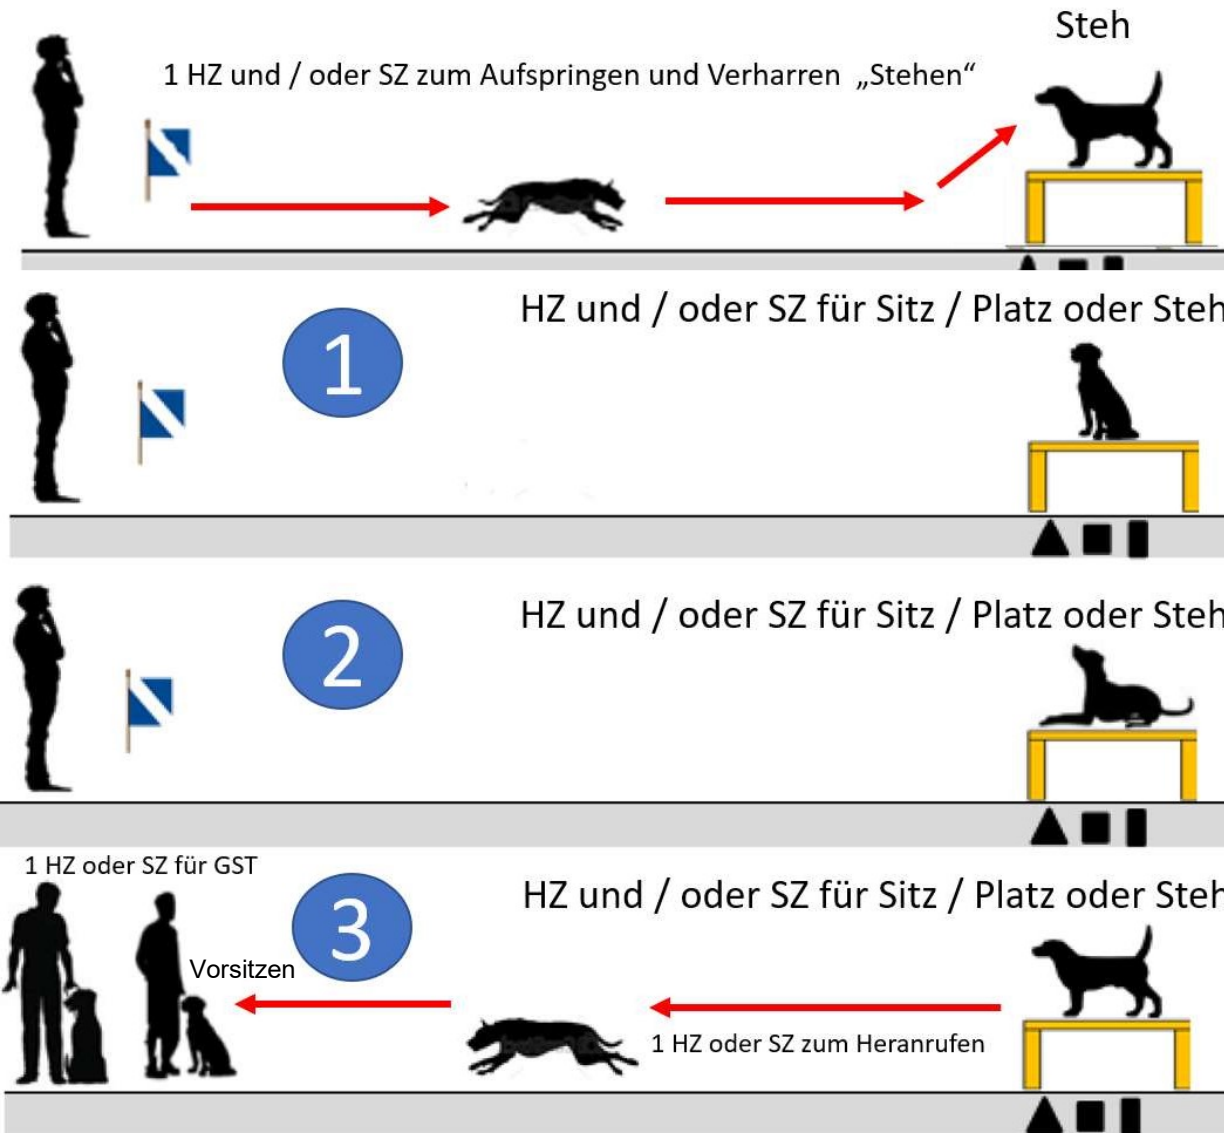 Steh
1 HZ und / oder SZ zum Aufspringen und Verharren „Stehen“
HZ und / oder SZ für Sitz / Platz oder Steh
1
HZ und / oder SZ für Sitz / Platz oder Steh
2
1 HZ oder SZ für GST
HZ und / oder SZ für Sitz / Platz oder Steh
3
Vorsitzen
1 HZ oder SZ zum Heranrufen